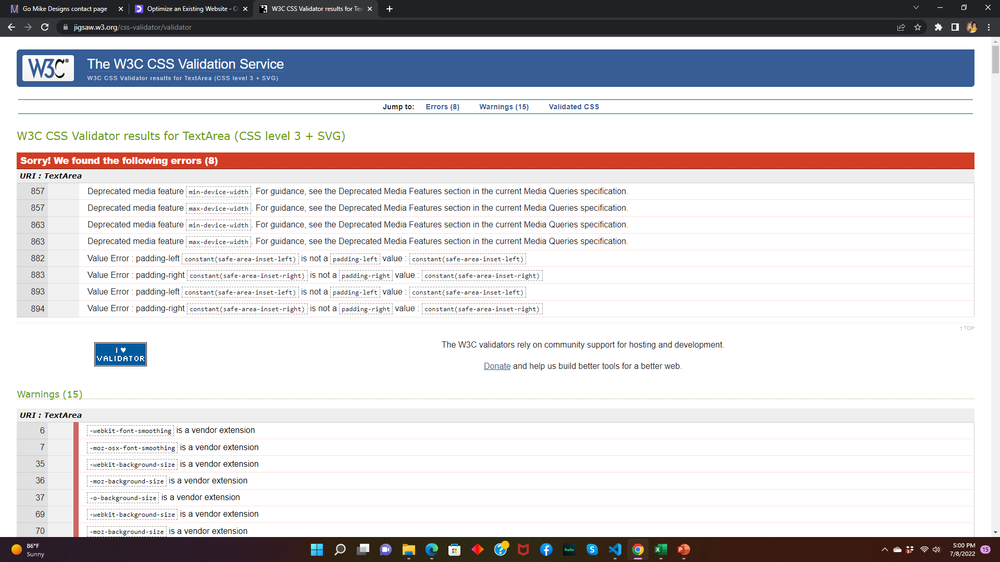 Go Mike Designs contact page
Optimize an Existing Website - O
W3C CSS Validator results for Tex
jigsaw.w3.org/css-validator/validator
W3C®
The W3C CSS Validation Service
W3C CSS Validator results for TextArea (CSS level 3 + SVG)
Jump to: Errors (8) Warnings (15) Validated CSS
W3C CSS Validator results for TextArea (CSS level 3 + SVG)
Sorry! We found the following errors (8)
URI : TextArea
857 Deprecated media feature min-device-width. For guidance, see the Deprecated Media Features section in the current Media Queries specification.
857 Deprecated media feature max-device-width. For guidance, see the Deprecated Media Features section in the current Media Queries specification.
863 Deprecated media feature min-device-width. For guidance, see the Deprecated Media Features section in the current Media Queries specification.
863 Deprecated media feature max-device-width. For guidance, see the Deprecated Media Features section in the current Media Queries specification.
882 Value Error : padding-left constant(safe-area-inset-left) is not a padding-left value : constant(safe-area-inset-left)
883 Value Error : padding-right constant(safe-area-inset-right) is not a padding-right value : constant(safe-area-inset-right)
893 Value Error : padding-left constant(safe-area-inset-left) is not a padding-left value : constant(safe-area-inset-left)
894 Value Error : padding-right constant(safe-area-inset-right) is not a padding-right value : constant(safe-area-inset-right)
↑ TOP
I ♥
VALIDATOR
The W3C validators rely on community support for hosting and development.
Donate and help us build better tools for a better web.
Warnings (15)
URI : TextArea
6 -webkit-font-smoothing is a vendor extension
7 -moz-osx-font-smoothing is a vendor extension
35 -webkit-background-size is a vendor extension
36 -moz-background-size is a vendor extension
37 -o-background-size is a vendor extension
69 -webkit-background-size is a vendor extension
70 -moz-background-size is a vendor extension
86°F
Sunny
hulu
5:00 PM
7/8/2022
15